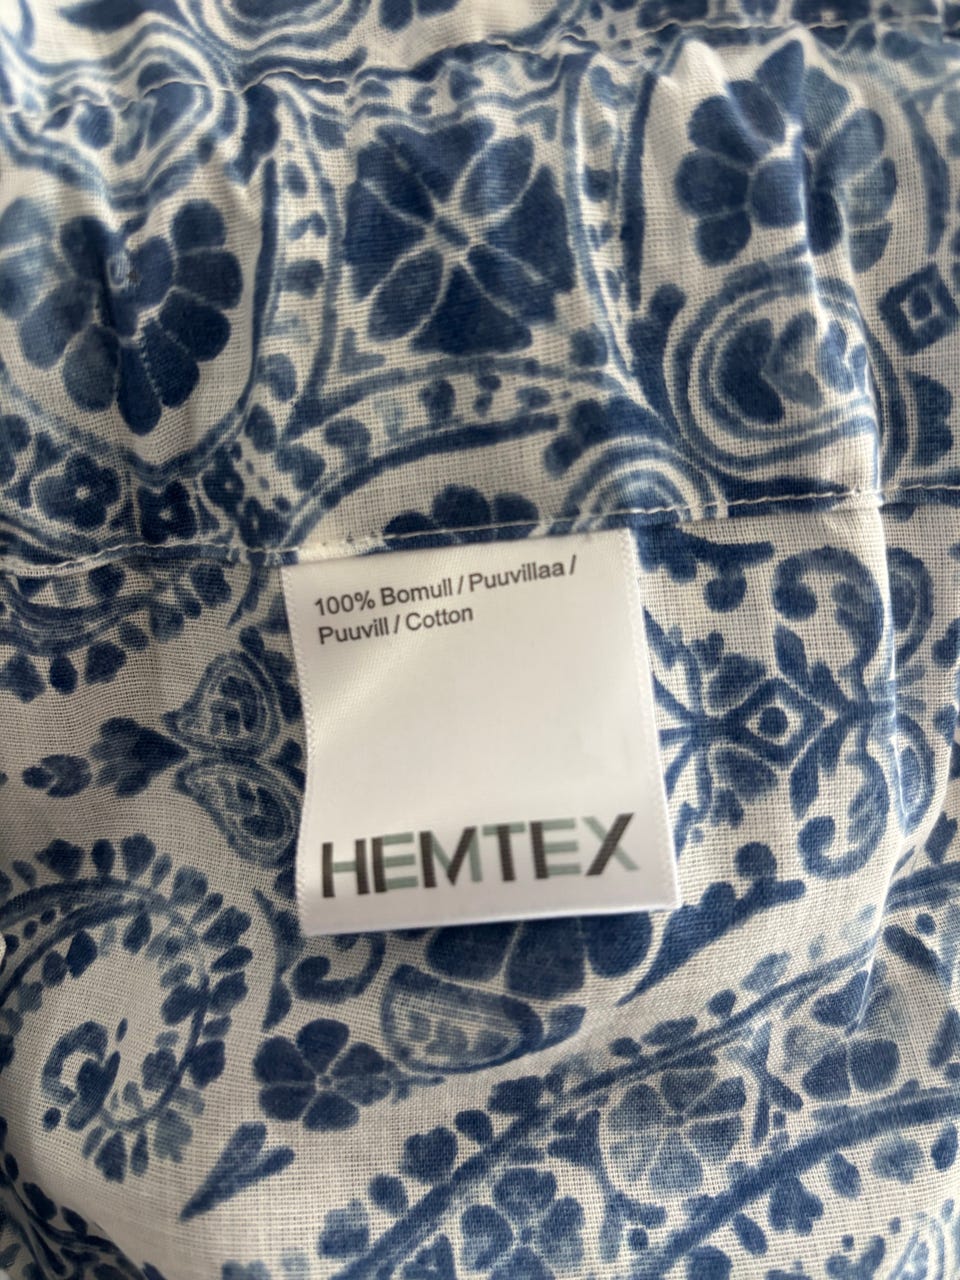 100% Bomull / Puuvillaa /
Puuvill / Cotton
HEMTEX